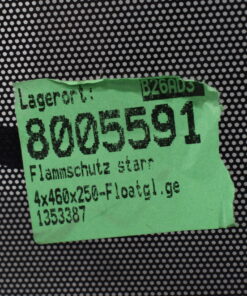 Lagerort: B26AD3
8005591
Flammschutz starr
4x460x250-Floatgl.ge
1353387